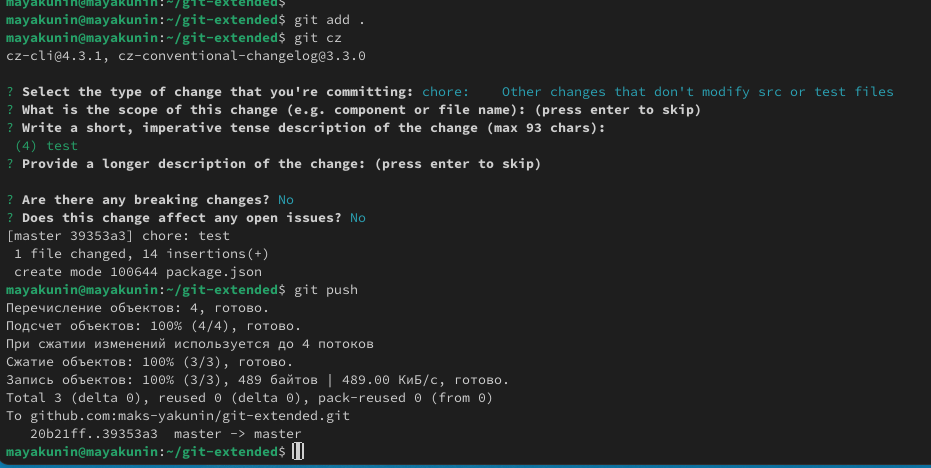 mayakunin@mayakunin:~/git-extended$
mayakunin@mayakunin:~/git-extended$ git add .
mayakunin@mayakunin:~/git-extended$ git cz
cz-cli@4.3.1, cz-conventional-changelog@3.3.0
? Select the type of change that you're committing: chore:    Other changes that don't modify src or test files
? What is the scope of this change (e.g. component or file name): (press enter to skip)
? Write a short, imperative tense description of the change (max 93 chars):
 (4) test
? Provide a longer description of the change: (press enter to skip)
? Are there any breaking changes? No
? Does this change affect any open issues? No
[master 39353a3] chore: test
 1 file changed, 14 insertions(+)
 create mode 100644 package.json
mayakunin@mayakunin:~/git-extended$ git push
Перечисление объектов: 4, готово.
Подсчет объектов: 100% (4/4), готово.
При сжатии изменений используется до 4 потоков
Сжатие объектов: 100% (3/3), готово.
Запись объектов: 100% (3/3), 489 байтов | 489.00 КиБ/с, готово.
Total 3 (delta 0), reused 0 (delta 0), pack-reused 0 (from 0)
To github.com:maks-yakunin/git-extended.git
   20b21ff..39353a3  master -> master
mayakunin@mayakunin:~/git-extended$